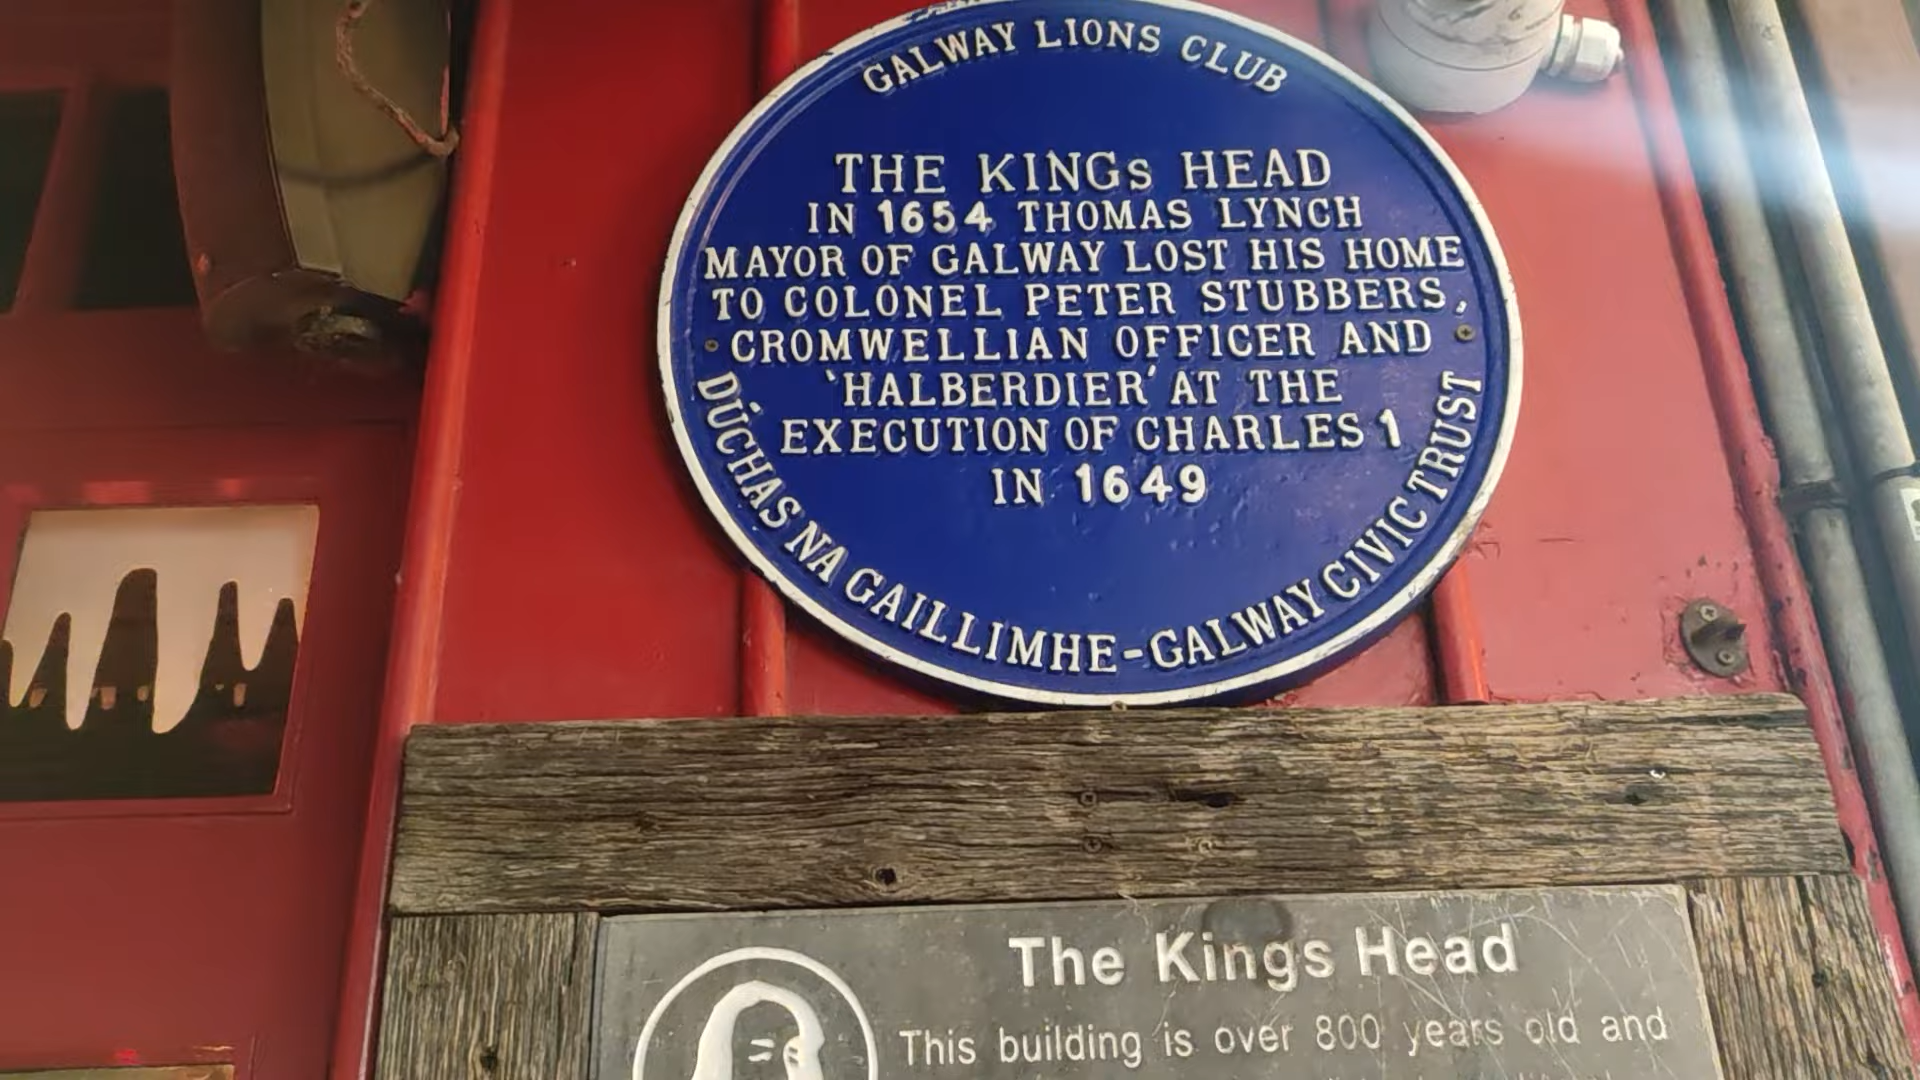 GALWAY LIONS CLUB
THE KINGs HEAD
IN 1654 THOMAS LYNCH
MAYOR OF GALWAY LOST HIS HOME
TO COLONEL PETER STUBBERS,
CROMWELLIAN OFFICER AND
'HALBERDIER' AT THE
EXECUTION OF CHARLES 1
IN 1649
DÚCHAS NA GAILLIMHE-GALWAY CIVIC TRUST
The Kings Head
This building is over 800 years old and